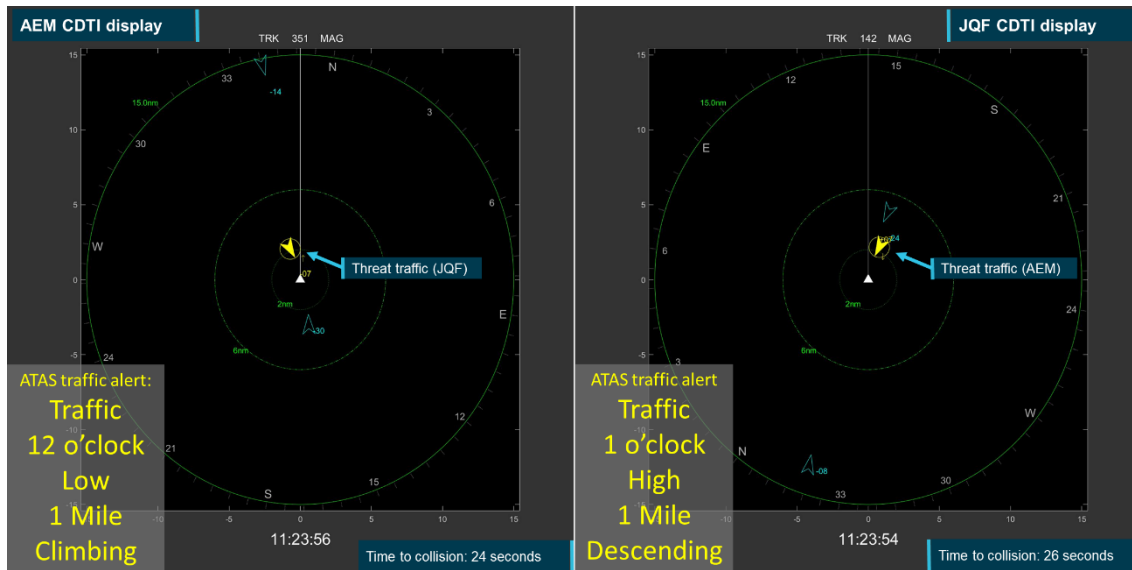 AEM CDTI display
TRK 351 MAG
15
N
33
3
-14
15.0nm
10
30
6
5
W
-07
0
Threat traffic (JQF)
2nm
-30
E
-5
6nm
24
ATAS traffic alert:
Traffic
12 o'clock
Low
1 Mile
Climbing
-10
12
21
15
S
-10
-5
0
5
10
15
11:23:56
Time to collision: 24 seconds
JQF CDTI display
TRK 142 MAG
15
15
12
S
15.0nm
10
E
21
5
-24
6
Threat traffic (AEM)
0
2nm
24
-5
6nm
3
W
ATAS traffic alert
Traffic
1 o'clock
High
1 Mile
Descending
N
-08
33
30
-10
-5
0
5
10
15
11:23:54
Time to collision: 26 seconds